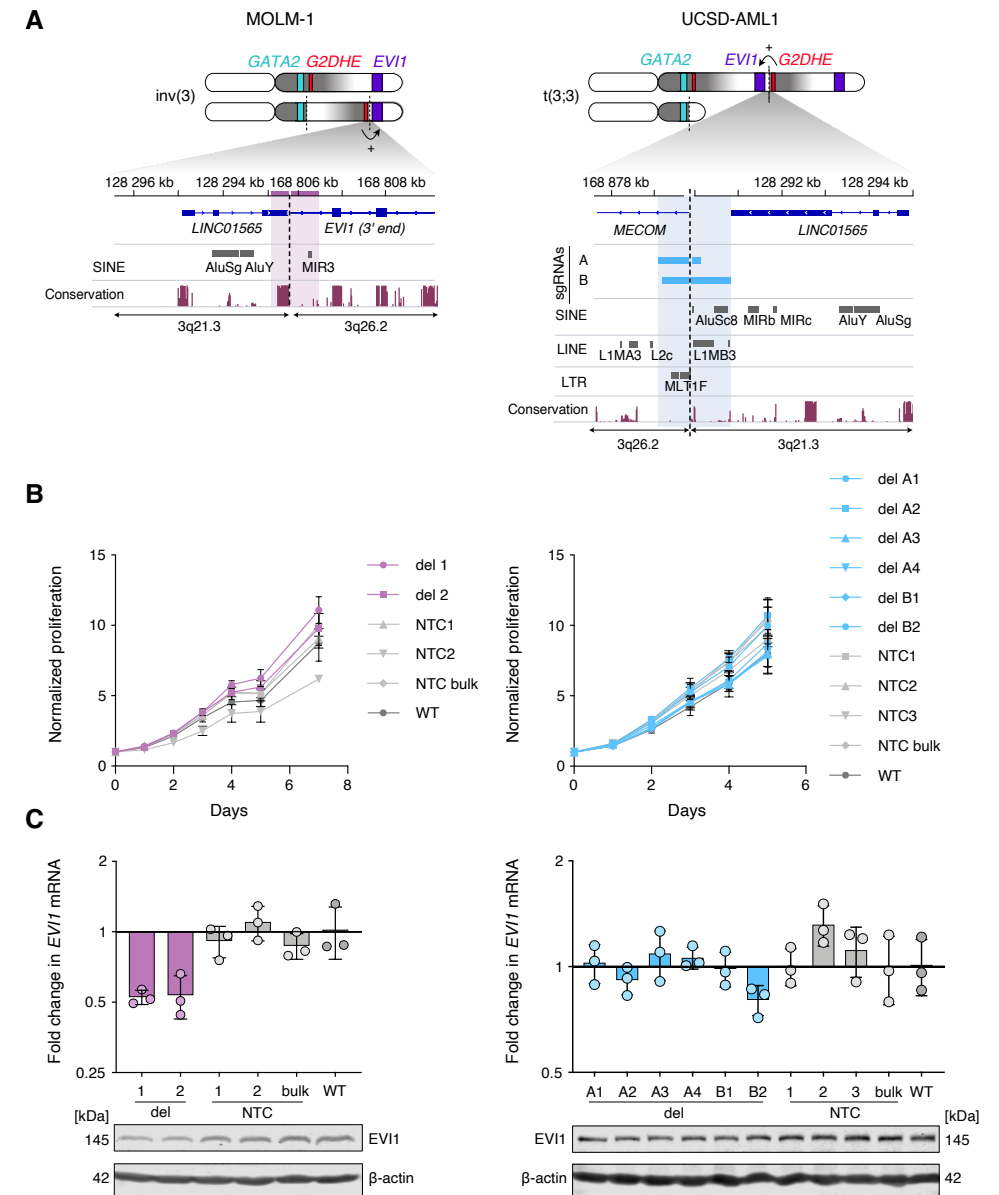 A
MOLM-1
GATA2 G2DHE EVI1
inv(3)
+
128 296 kb 128 294 kb 168 806 kb 168 808 kb
LINC01565 EVI1 (3' end)
SINE
AluSg AluY MIR3
Conservation
3q21.3 3q26.2
UCSD-AML1
+
GATA2 EVI1 G2DHE
t(3;3)
168 878 kb 128 292 kb 128 294 kb
MECOM LINC01565
sgRNAs
A
B
SINE
AluSc8 MIRb MIRc AluY AluSg
LINE
L1MA3 L2c L1MB3
LTR
MLT1F
Conservation
3q26.2 3q21.3
B
Normalized proliferation
15
10
5
0
0 2 4 6 8
Days
del 1
del 2
NTC1
NTC2
NTC bulk
WT
Normalized proliferation
15
10
5
0
0 2 4 6
Days
del A1
del A2
del A3
del A4
del B1
del B2
NTC1
NTC2
NTC3
NTC bulk
WT
C
Fold change in EVI1 mRNA
2
1
0.5
0.25
1 2 1 2 bulk WT
del NTC
[kDa]
145 EVI1
42 β-actin
Fold change in EVI1 mRNA
2
1
0.5
A1 A2 A3 A4 B1 B2 1 2 3 bulk WT
del NTC
[kDa]
EVI1 145
β-actin 42